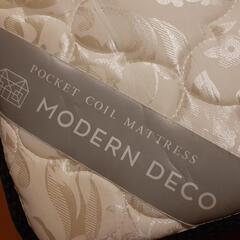 POCKET COIL MATTRESS
MODERN DECO